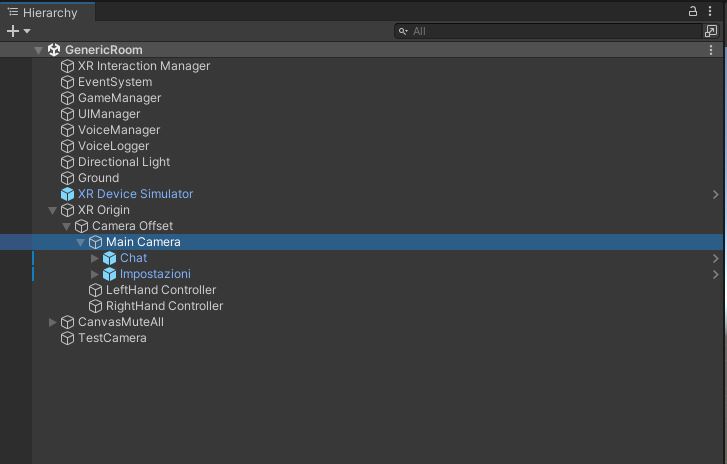 Hierarchy
All
GenericRoom
XR Interaction Manager
EventSystem
GameManager
UIManager
VoiceManager
VoiceLogger
Directional Light
Ground
XR Device Simulator
XR Origin
Camera Offset
Main Camera
Chat
Impostazioni
LeftHand Controller
RightHand Controller
CanvasMuteAll
TestCamera